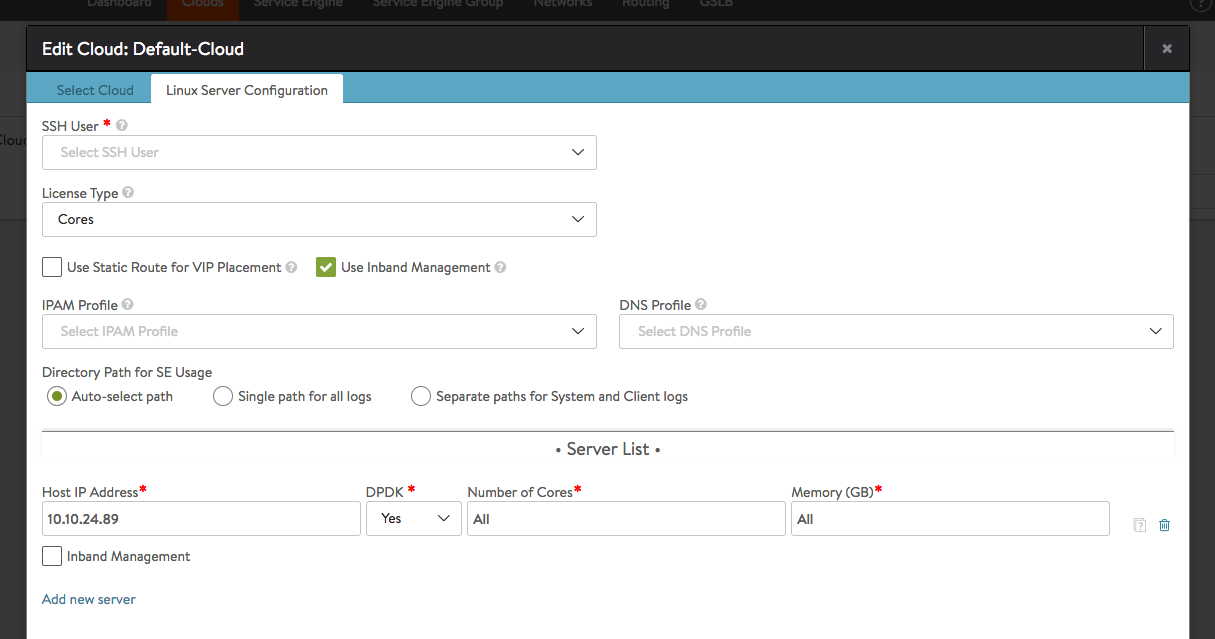 Dashboard Clouds Service Engine Service Engine Group Networks Routing GSLB ?
Edit Cloud: Default-Cloud ×
Select Cloud Linux Server Configuration
SSH User * ?
Select SSH User
License Type ?
Cores
Use Static Route for VIP Placement ? Use Inband Management ?
IPAM Profile ? DNS Profile ?
Select IPAM Profile Select DNS Profile
Directory Path for SE Usage
Auto-select path Single path for all logs Separate paths for System and Client logs
• Server List •
Host IP Address* DPDK * Number of Cores* Memory (GB)*
10.10.24.89 Yes All All ?
Inband Management
Add new server